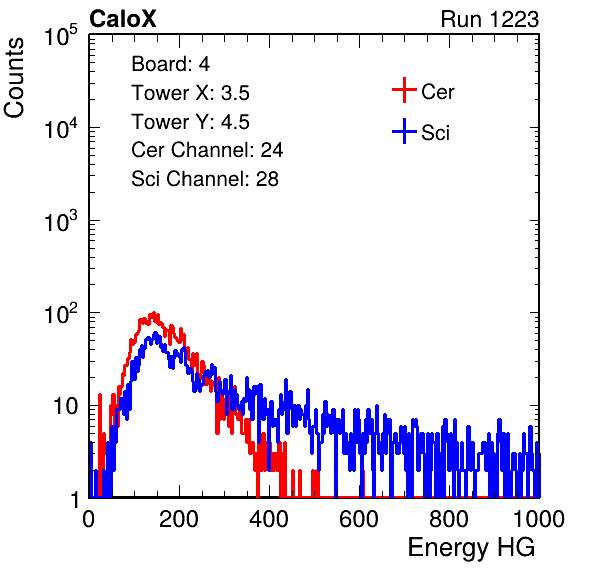 CaloX Run 1223
Counts
Board: 4
Tower X: 3.5
Tower Y: 4.5
Cer Channel: 24
Sci Channel: 28
Cer
Sci
10^5
10^4
10^3
10^2
10
1
0 200 400 600 800 1000
Energy HG